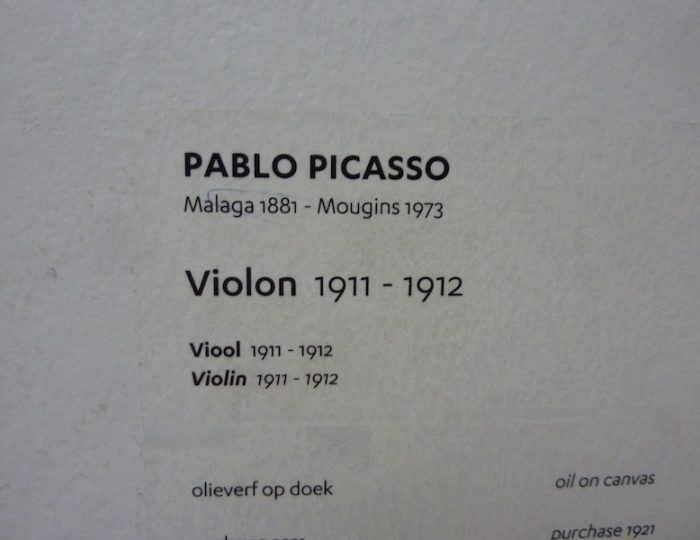 PABLO PICASSO
Malaga 1881 - Mougins 1973
Violon 1911 - 1912
Viool 1911 - 1912
Violin 1911 - 1912
olieverf op doek
oil on canvas
purchase 1921